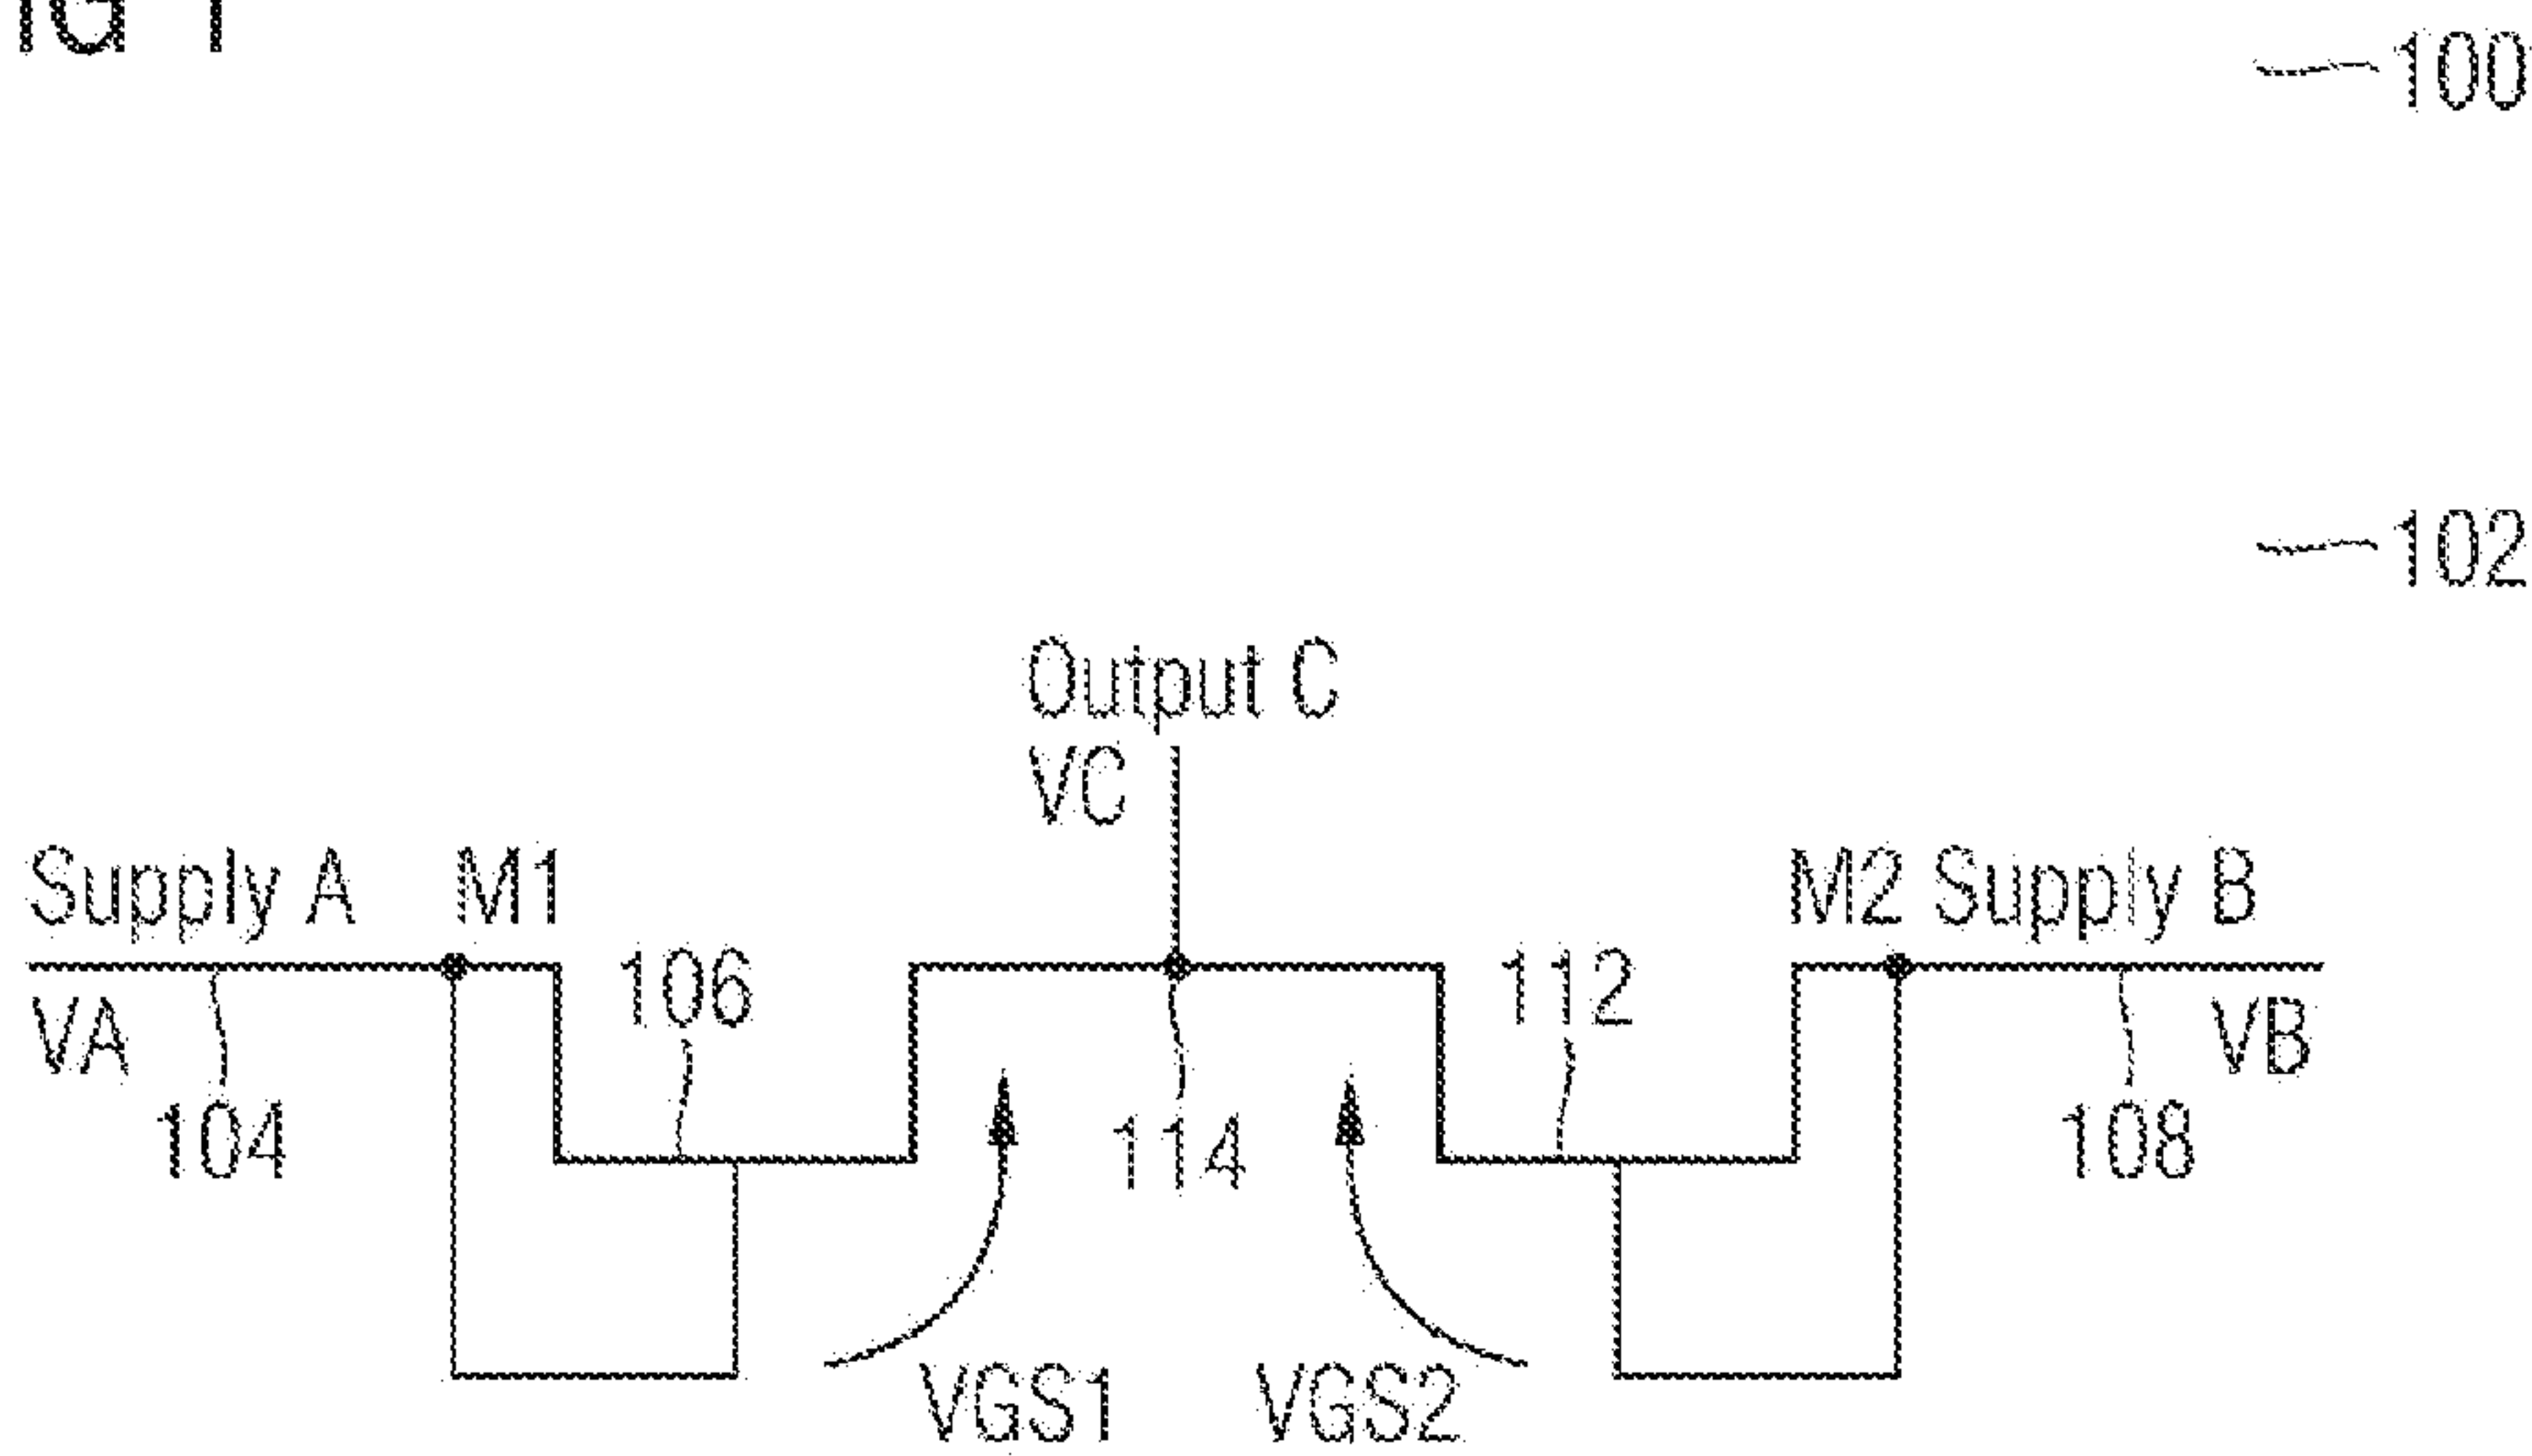 IG 1
100
102
Output C
VC
Supply A M1
M2 Supply B
106
112
VA
VB
104
114
108
VGS1 VGS2